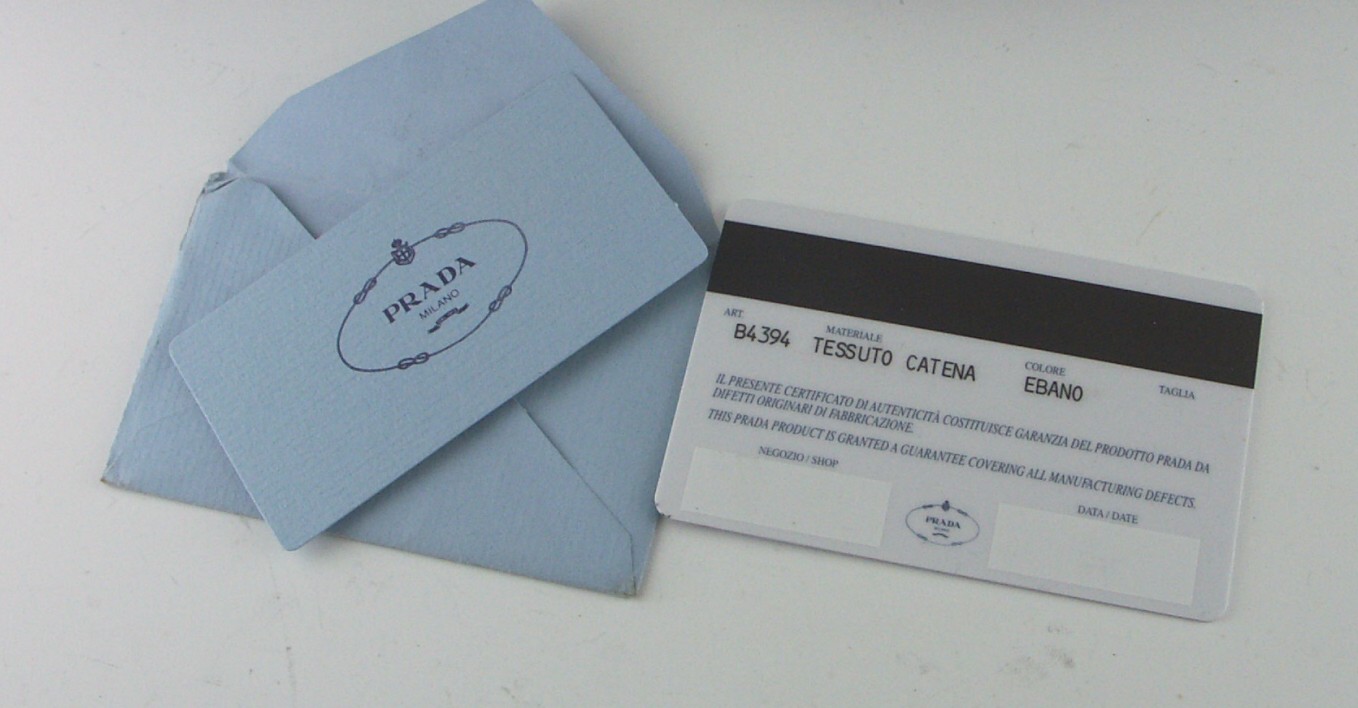 PRADA
MILANO
ART.
B4394
MATERIALE
TESSUTO CATENA
COLORE
EBANO
TAGLIA
IL PRESENTE CERTIFICATO DI AUTENTICITÀ COSTITUISCE GARANZIA DEL PRODOTTO PRADA DA
DIFETTI ORIGINARI DI FABBRICAZIONE.
THIS PRADA PRODUCT IS GRANTED A GUARANTEE COVERING ALL MANUFACTURING DEFECTS.
NEGOZIO / SHOP
PRADA
DATA / DATE